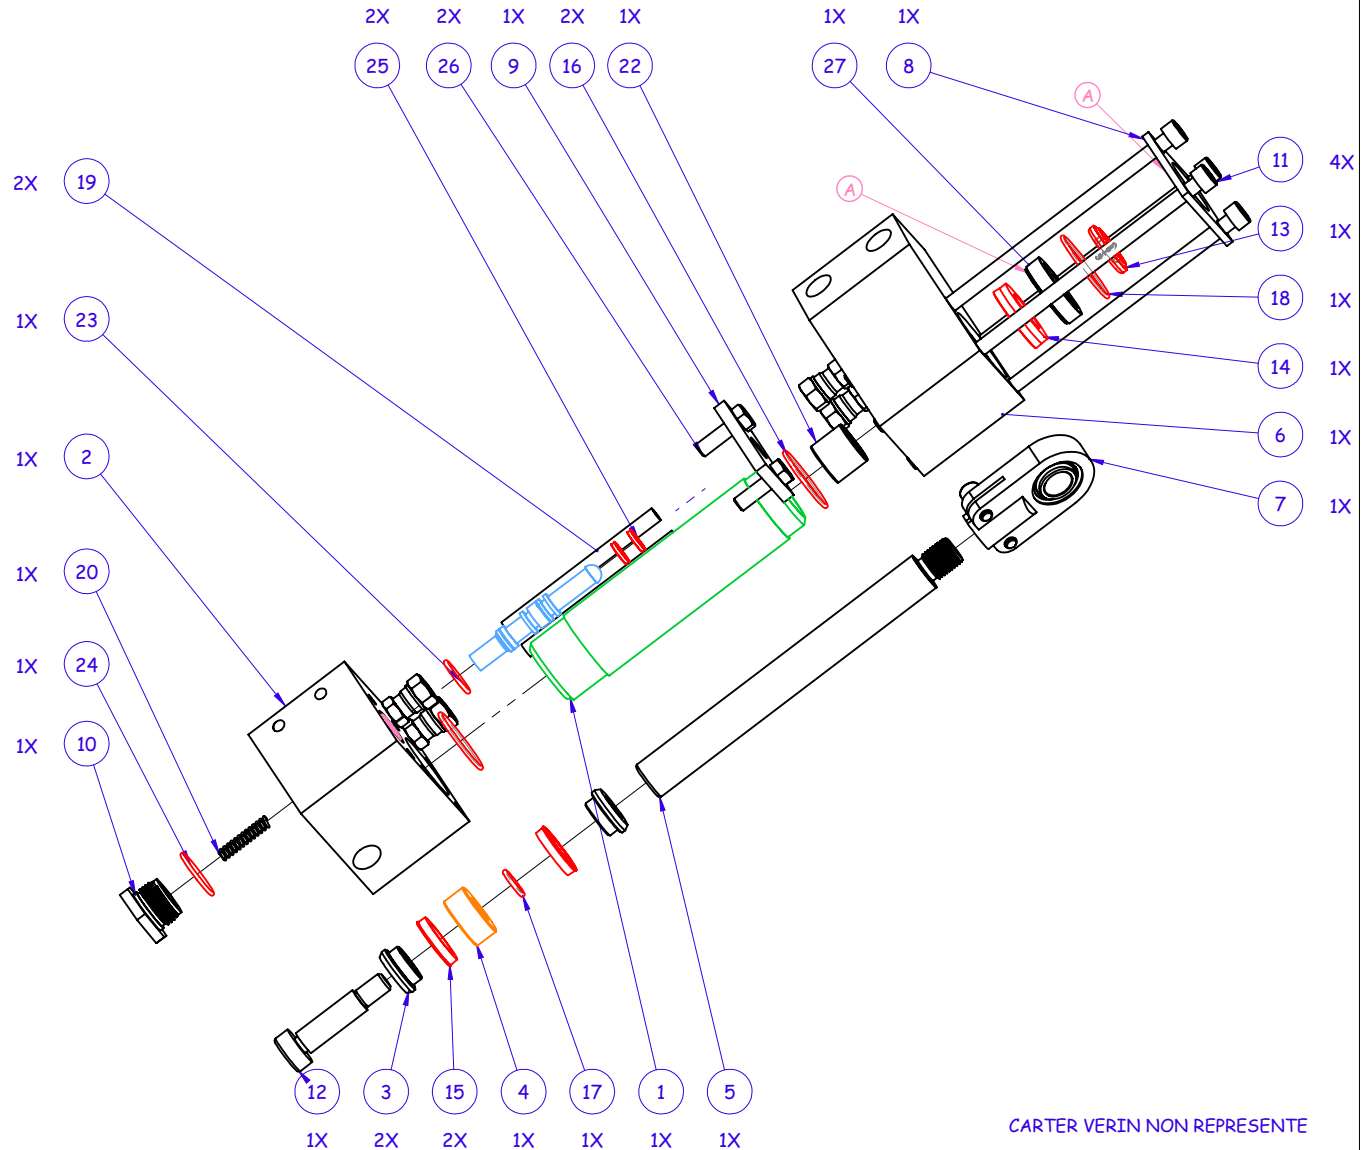 2X 2X 1X 2X 1X 1X 1X
25 26 9 16 22 27 8
A
11 4X
2X 19
A
13 1X
18 1X
1X 23
14 1X
6 1X
1X 2
7 1X
1X 20
1X 24
1X 10
12 3 15 4 17 1 5
1X 2X 2X 1X 1X 1X 1X
CARTER VERIN NON REPRESENTE